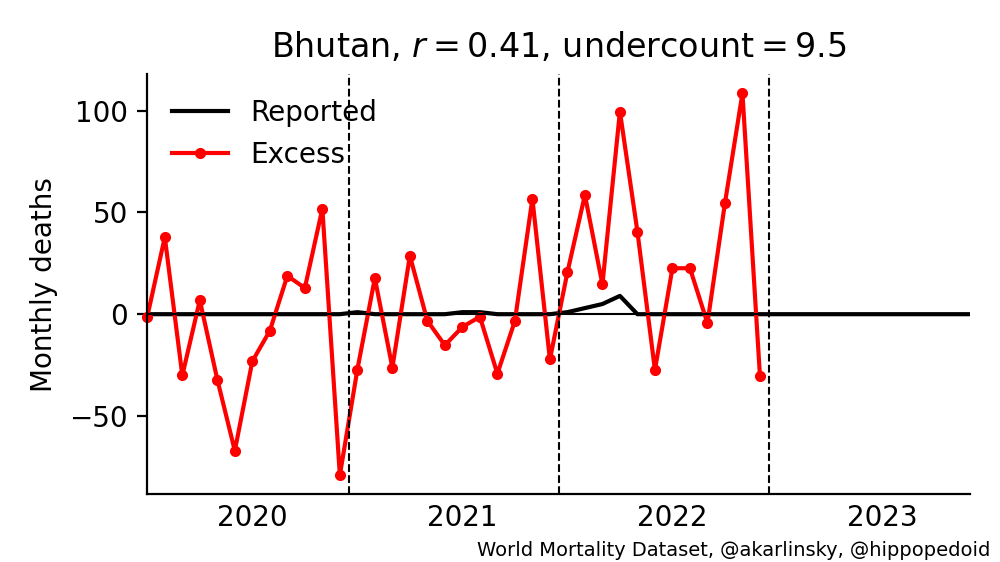 Bhutan, r = 0.41, undercount = 9.5
Reported
Excess
Monthly deaths
100
50
0
−50
2020 2021 2022 2023
World Mortality Dataset, @akarlinsky, @hippopedoid